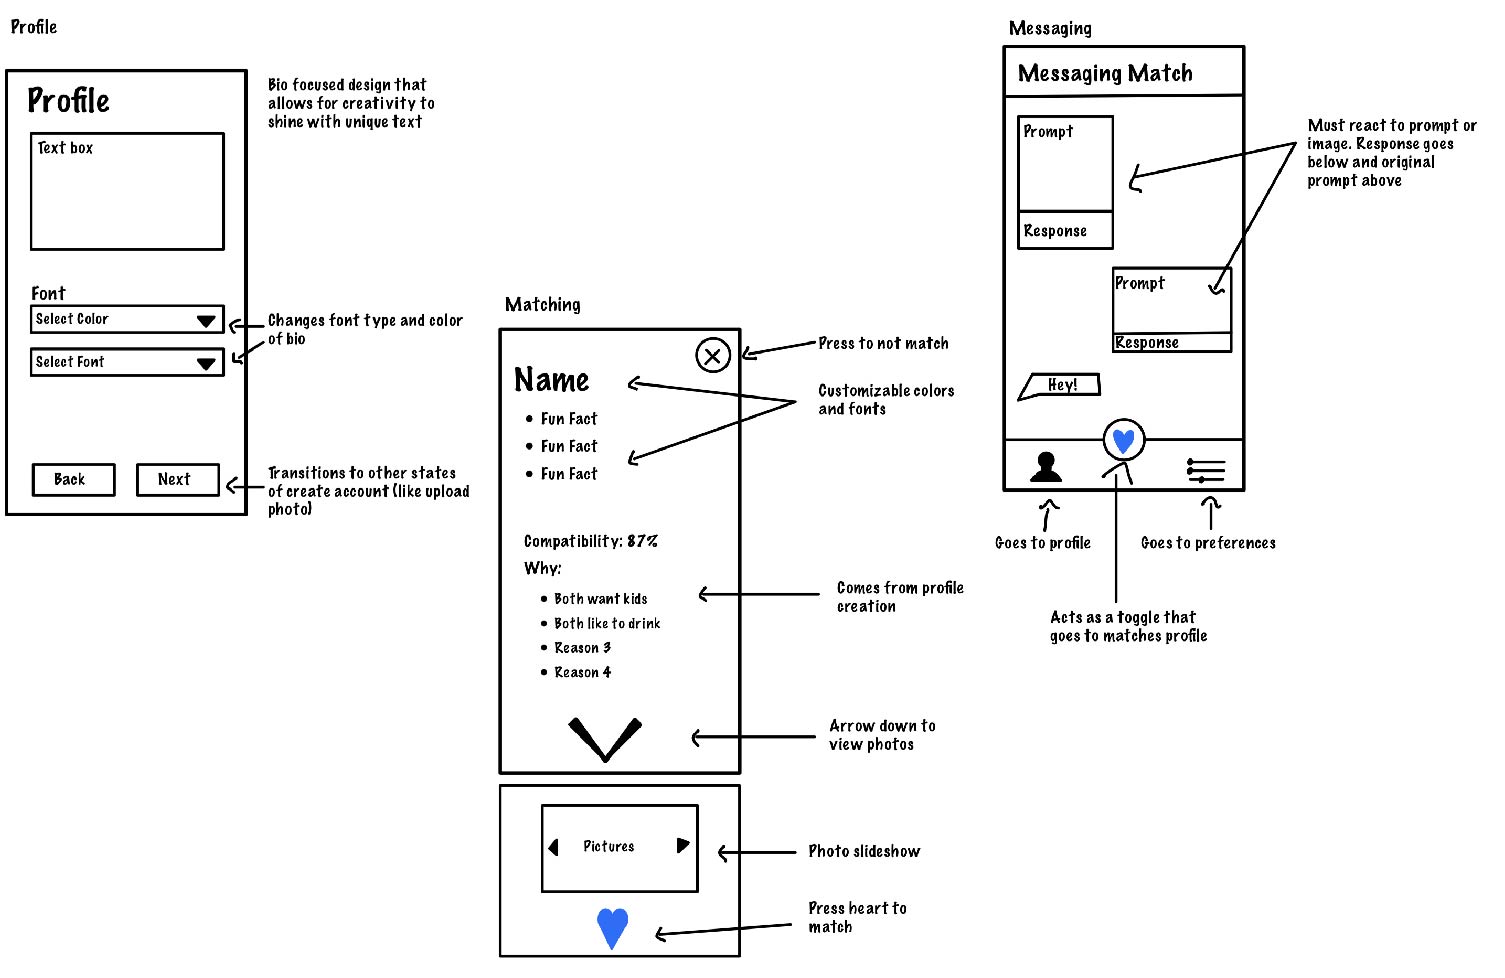 Profile
Profile
Text box
Font
Select Color
Select Font
Back
Next
Bio focused design that
allows for creativity to
shine with unique text
Changes font type and color
of bio
Transitions to other states
of create account (like upload
photo)
Matching
Name
Fun Fact
Fun Fact
Fun Fact
Compatibility: 87%
Why:
Both want kids
Both like to drink
Reason 3
Reason 4
Pictures
Press to not match
Customizable colors
and fonts
Comes from profile
creation
Arrow down to
view photos
Photo slideshow
Press heart to
match
Messaging
Messaging Match
Prompt
Response
Prompt
Response
Hey!
Must react to prompt or
image. Response goes
below and original
prompt above
Goes to profile
Goes to preferences
Acts as a toggle that
goes to matches profile